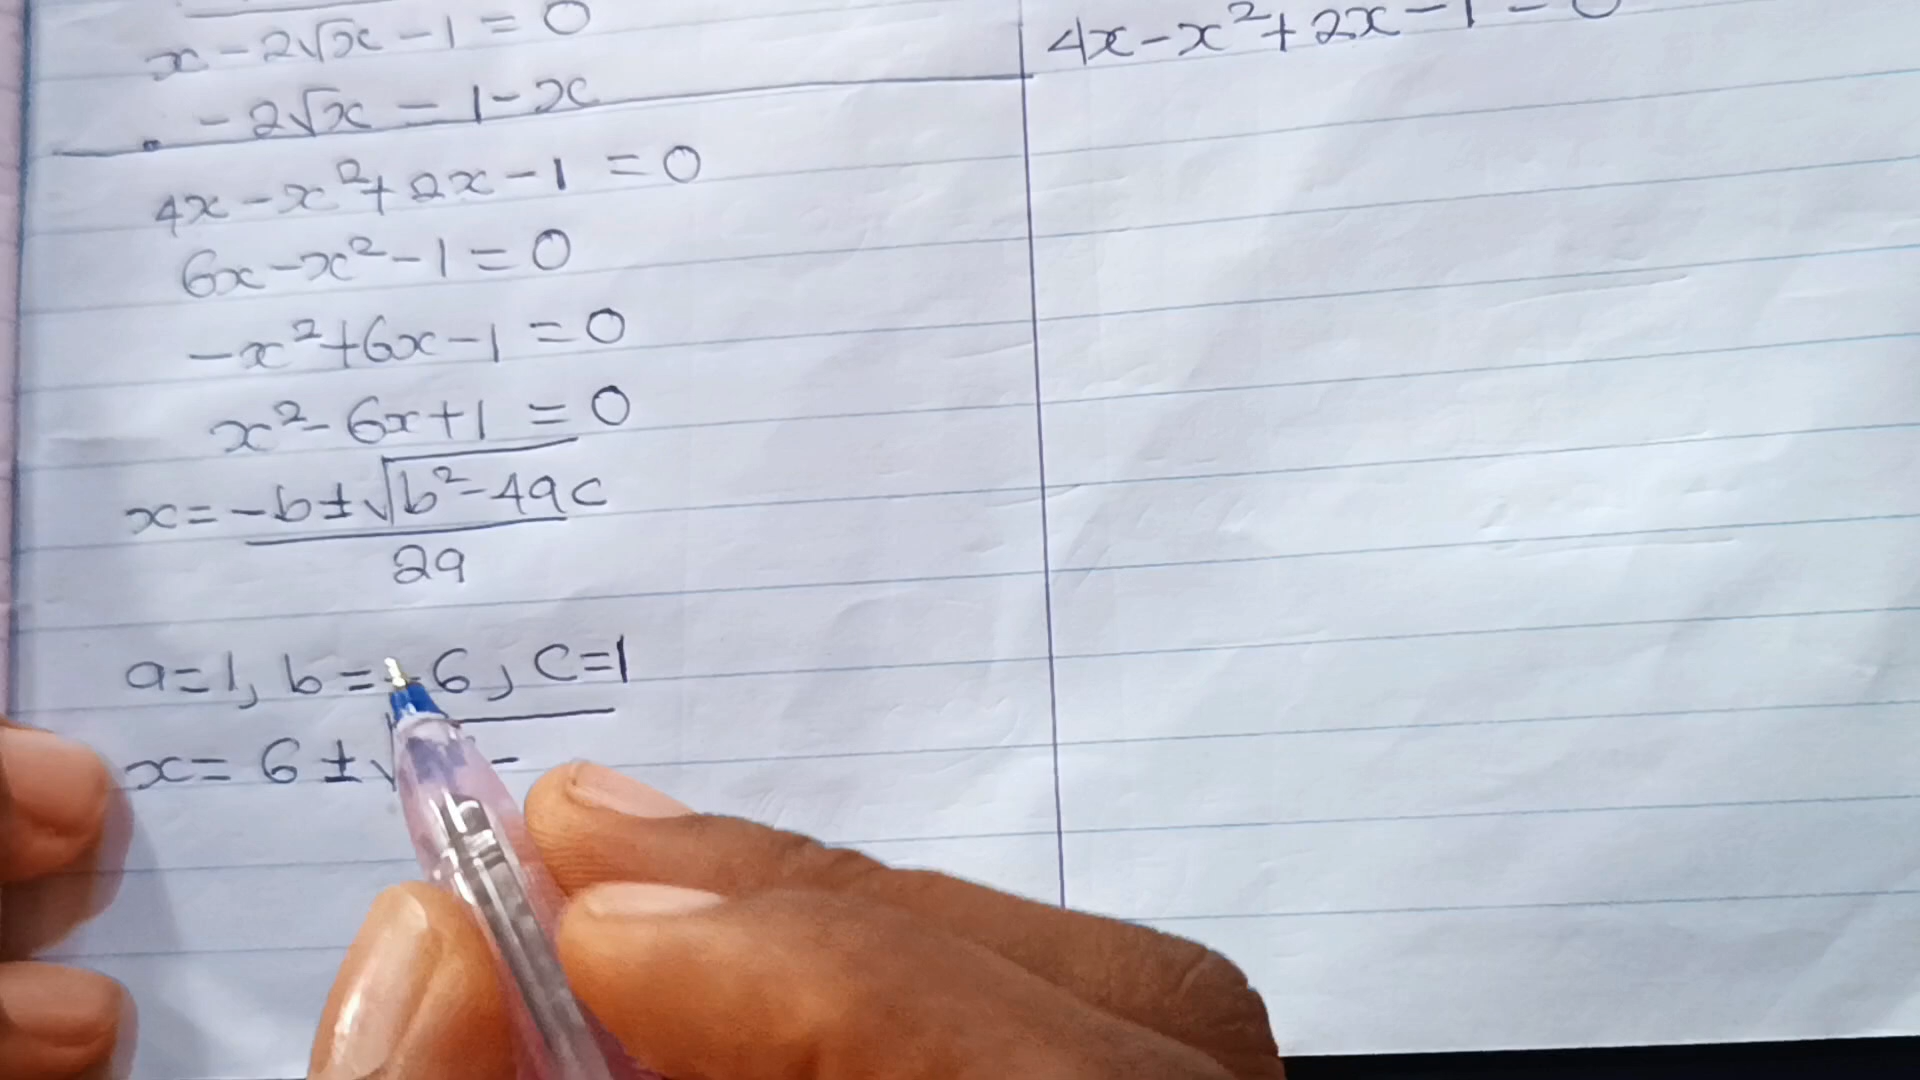 x - 2√x - 1 = 0
- 2√x = 1 - x
4x - x² + 2x - 1 = 0
6x - x² - 1 = 0
-x² + 6x - 1 = 0
x² - 6x + 1 = 0
x = -b ± √b² - 4ac
2a
a = 1, b = -6, c = 1
x = 6 ± √ -
4x - x² + 2x - 1 = 0